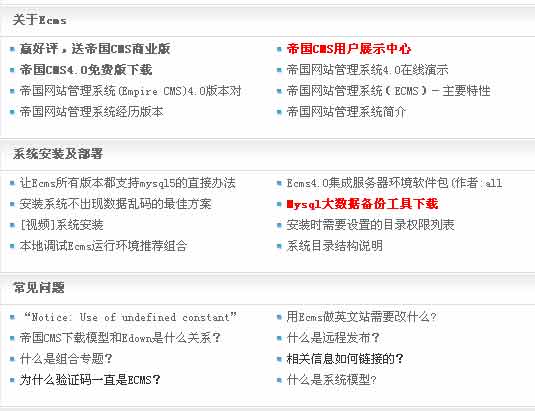 关于Ecms
赢好评，送帝国CMS商业版
帝国CMS用户展示中心
帝国CMS4.0免费版下载
帝国网站管理系统4.0在线演示
帝国网站管理系统(Empire CMS)4.0版本对
帝国网站管理系统（ECMS）－主要特性
帝国网站管理系统经历版本
帝国网站管理系统简介
系统安装及部署
让Ecms所有版本都支持mysql5的直接办法
Ecms4.0集成服务器环境软件包(作者:all
安装系统不出现数据乱码的最佳方案
Mysql大数据备份工具下载
[视频]系统安装
安装时需要设置的目录权限列表
本地调试Ecms运行环境推荐组合
系统目录结构说明
常见问题
“Notice: Use of undefined constant”
用Ecms做英文站需要改什么?
帝国CMS下载模型和Edown是什么关系？
什么是远程发布？
什么是组合专题？
相关信息如何链接的？
为什么验证码一直是ECMS？
什么是系统模型?